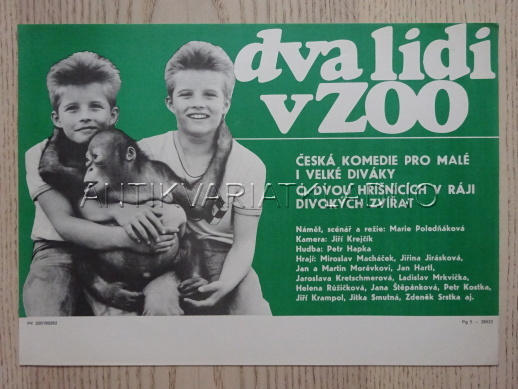 dva lidi
v ZOO
ČESKÁ KOMEDIE PRO MALÉ
I VELKÉ DIVÁKY
O DVOU HŘIŠNÍCÍCH V RÁJI
DIVOKÝCH ZVÍŘAT
Námět, scénář a režie: Marie Poledňáková
Kamera: Jiří Krejčík
Hudba: Petr Hapka
Hrají: Miroslav Macháček, Jiřina Jirásková,
Jan a Martin Morávkovi, Jan Hartl,
Jaroslava Kretschmerová, Ladislav Mrkvička,
Helena Růžičková, Jana Štěpánková, Petr Kostka,
Jiří Krampol, Jitka Smutná, Zdeněk Srstka aj.